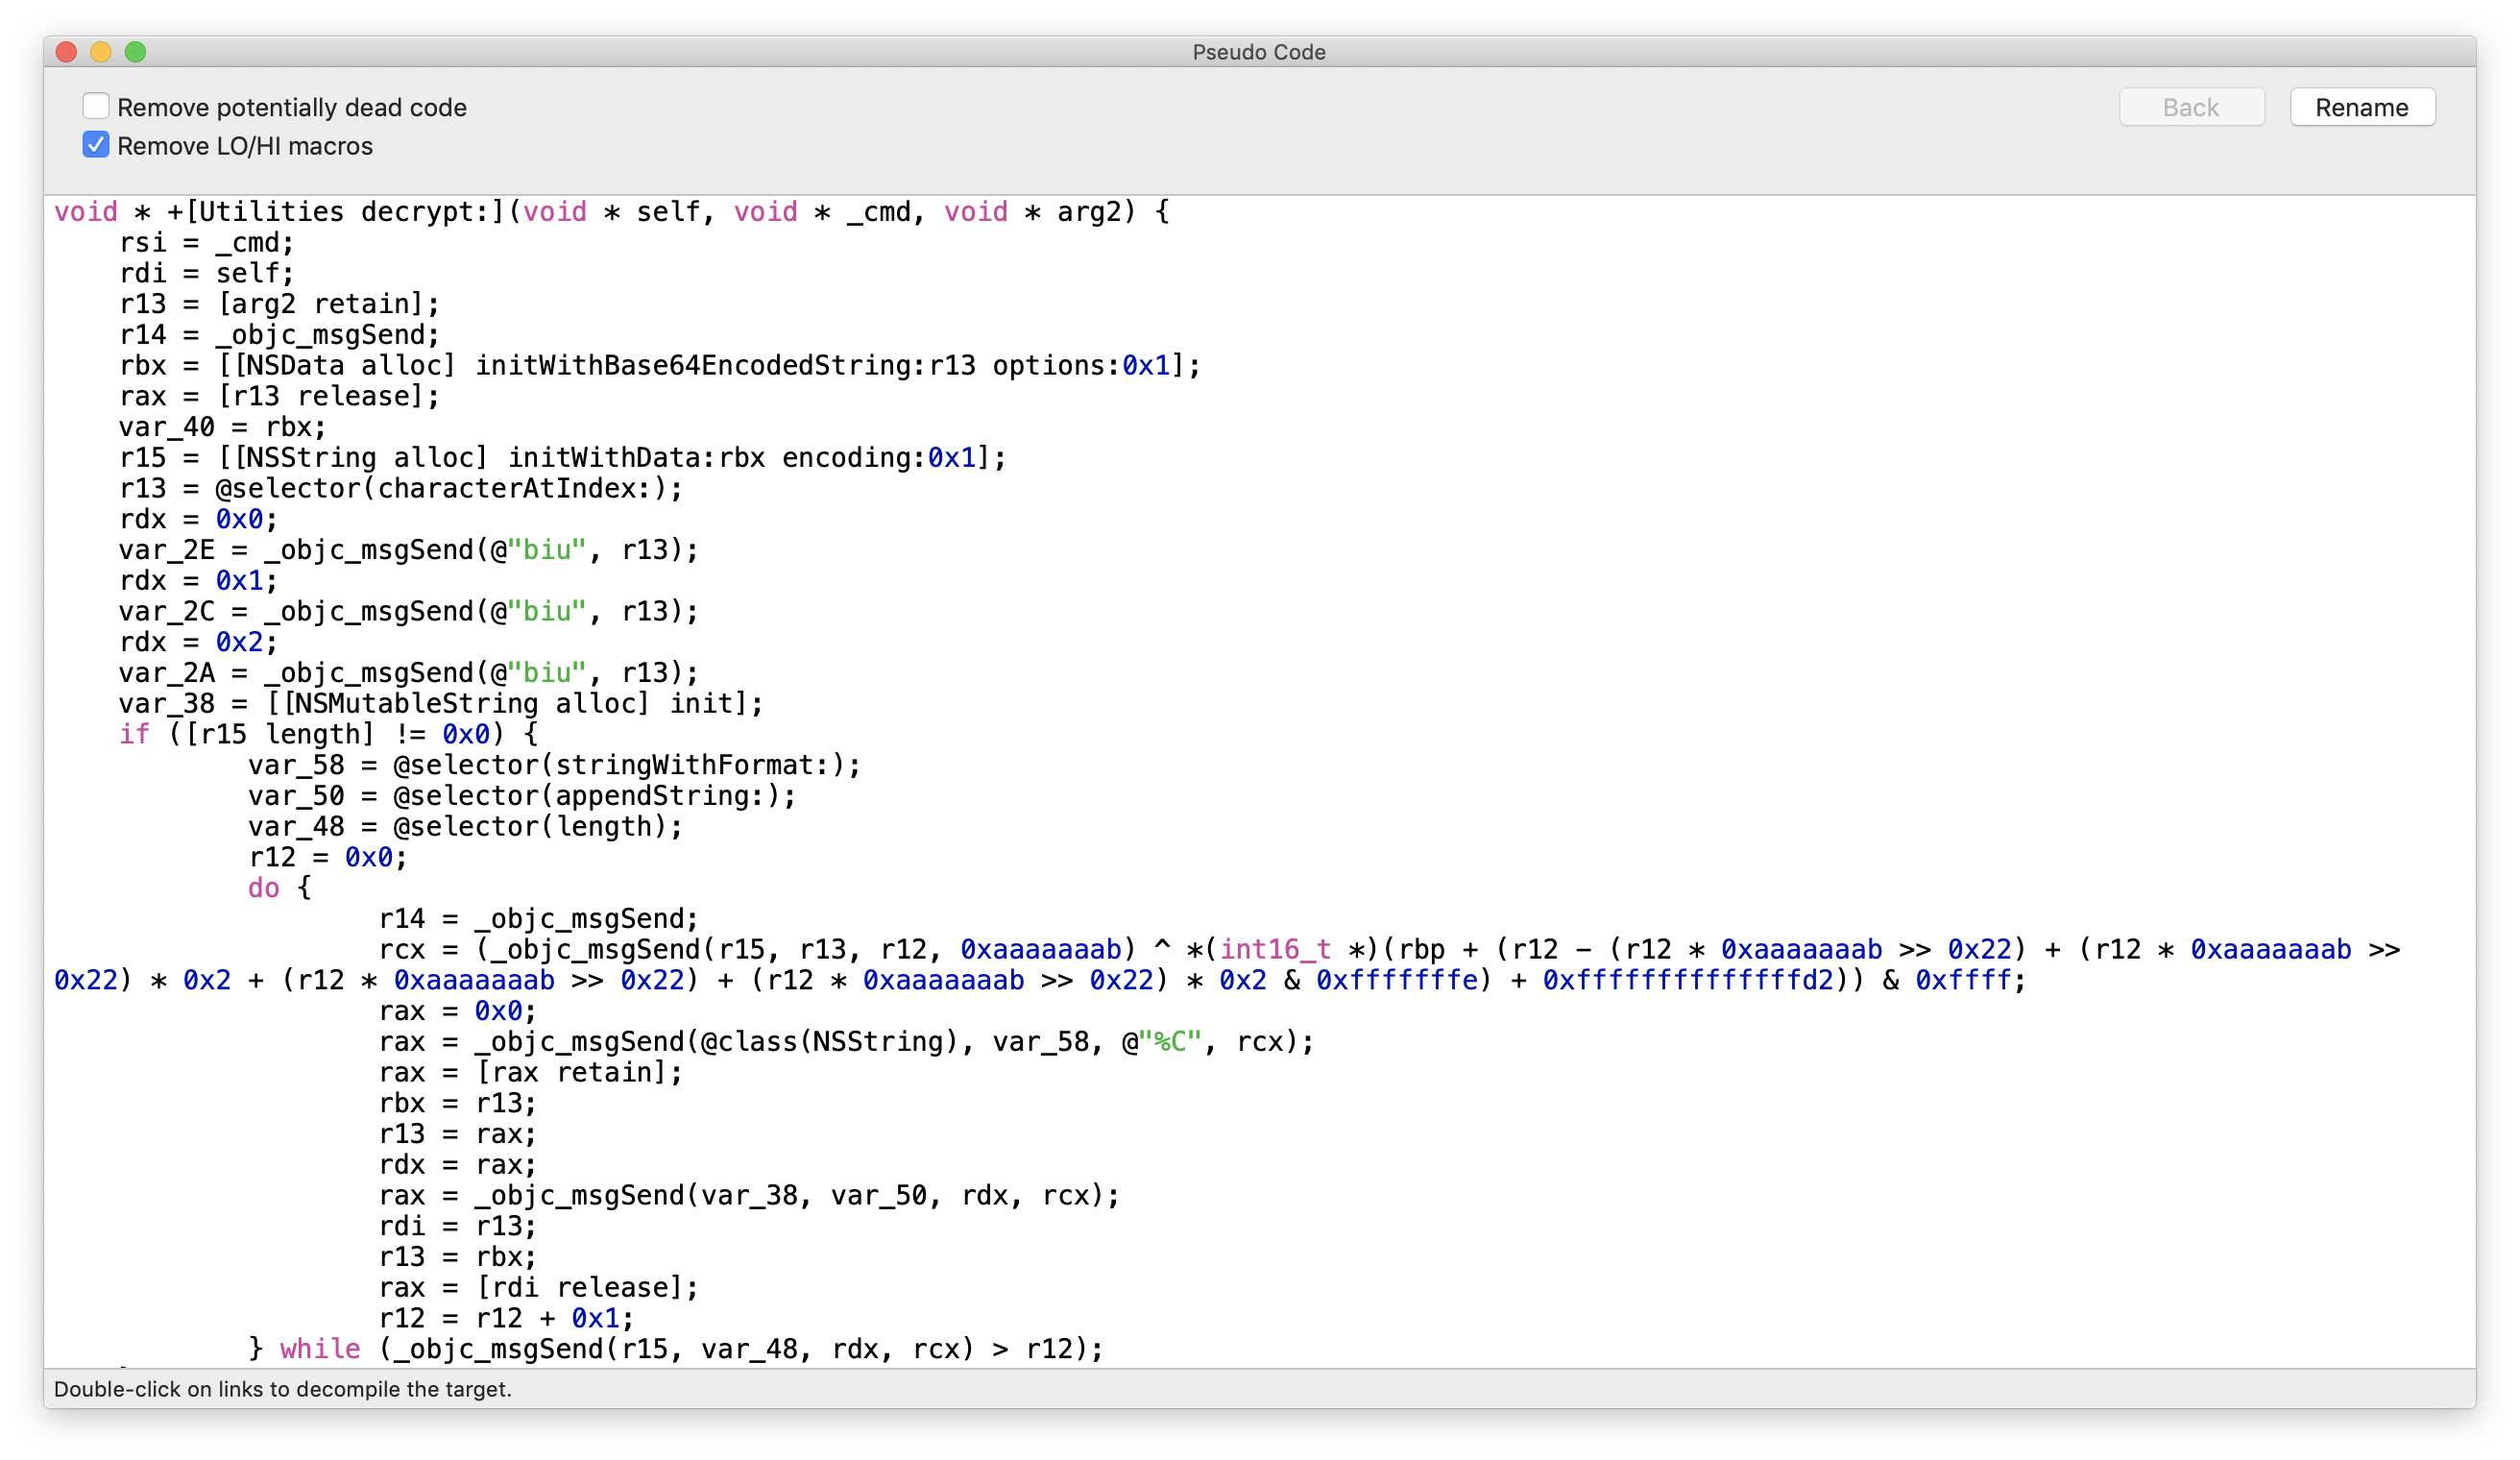 Pseudo Code
Remove potentially dead code
Back
Rename
Remove LO/HI macros
void * +[Utilities decrypt:](void * self, void * _cmd, void * arg2) {
    rsi = _cmd;
    rdi = self;
    r13 = [arg2 retain];
    r14 = _objc_msgSend;
    rbx = [[NSData alloc] initWithBase64EncodedString:r13 options:0x1];
    rax = [r13 release];
    var_40 = rbx;
    r15 = [[NSString alloc] initWithData:rbx encoding:0x1];
    r13 = @selector(characterAtIndex:);
    rdx = 0x0;
    var_2E = _objc_msgSend(@"biu", r13);
    rdx = 0x1;
    var_2C = _objc_msgSend(@"biu", r13);
    rdx = 0x2;
    var_2A = _objc_msgSend(@"biu", r13);
    var_38 = [[NSMutableString alloc] init];
    if ([r15 length] != 0x0) {
            var_58 = @selector(stringWithFormat:);
            var_50 = @selector(appendString:);
            var_48 = @selector(length);
            r12 = 0x0;
            do {
                    r14 = _objc_msgSend;
                    rcx = (_objc_msgSend(r15, r13, r12, 0xaaaaaaab) ^ *(int16_t *)(rbp + (r12 - (r12 * 0xaaaaaaab >> 0x22) + (r12 * 0xaaaaaaab >>
0x22) * 0x2 + (r12 * 0xaaaaaaab >> 0x22) + (r12 * 0xaaaaaaab >> 0x22) * 0x2 & 0xfffffffe) + 0xffffffffffffffd2)) & 0xffff;
                    rax = 0x0;
                    rax = _objc_msgSend(@class(NSString), var_58, @"%C", rcx);
                    rax = [rax retain];
                    rbx = r13;
                    r13 = rax;
                    rdx = rax;
                    rax = _objc_msgSend(var_38, var_50, rdx, rcx);
                    rdi = r13;
                    r13 = rbx;
                    rax = [rdi release];
                    r12 = r12 + 0x1;
            } while (_objc_msgSend(r15, var_48, rdx, rcx) > r12);
Double-click on links to decompile the target.